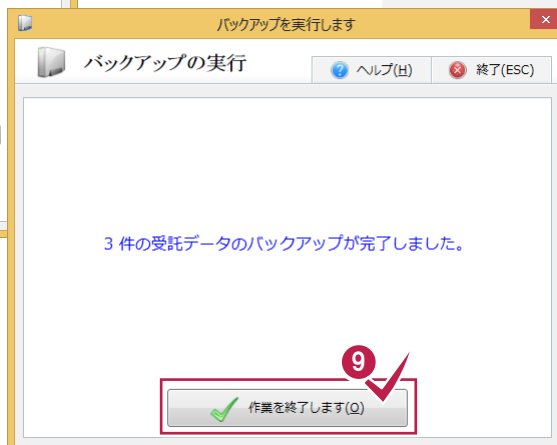 バックアップを実行します
バックアップの実行
ヘルプ(H)
終了(ESC)
3 件の受託データのバックアップが完了しました。
9
作業を終了します(O)